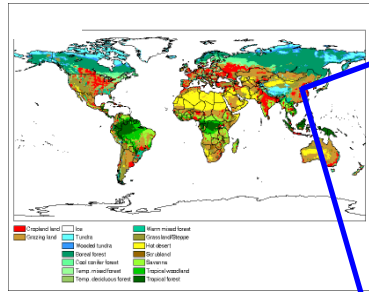 Cropland land
Ice
Warm mixed forest
Grazing land
Tundra
Grassland/Steppe
Wooded tundra
Hot desert
Boreal forest
Scrubland
Cool conifer forest
Savanna
Temp. mixed forest
Tropical woodland
Temp. deciduous forest
Tropical forest